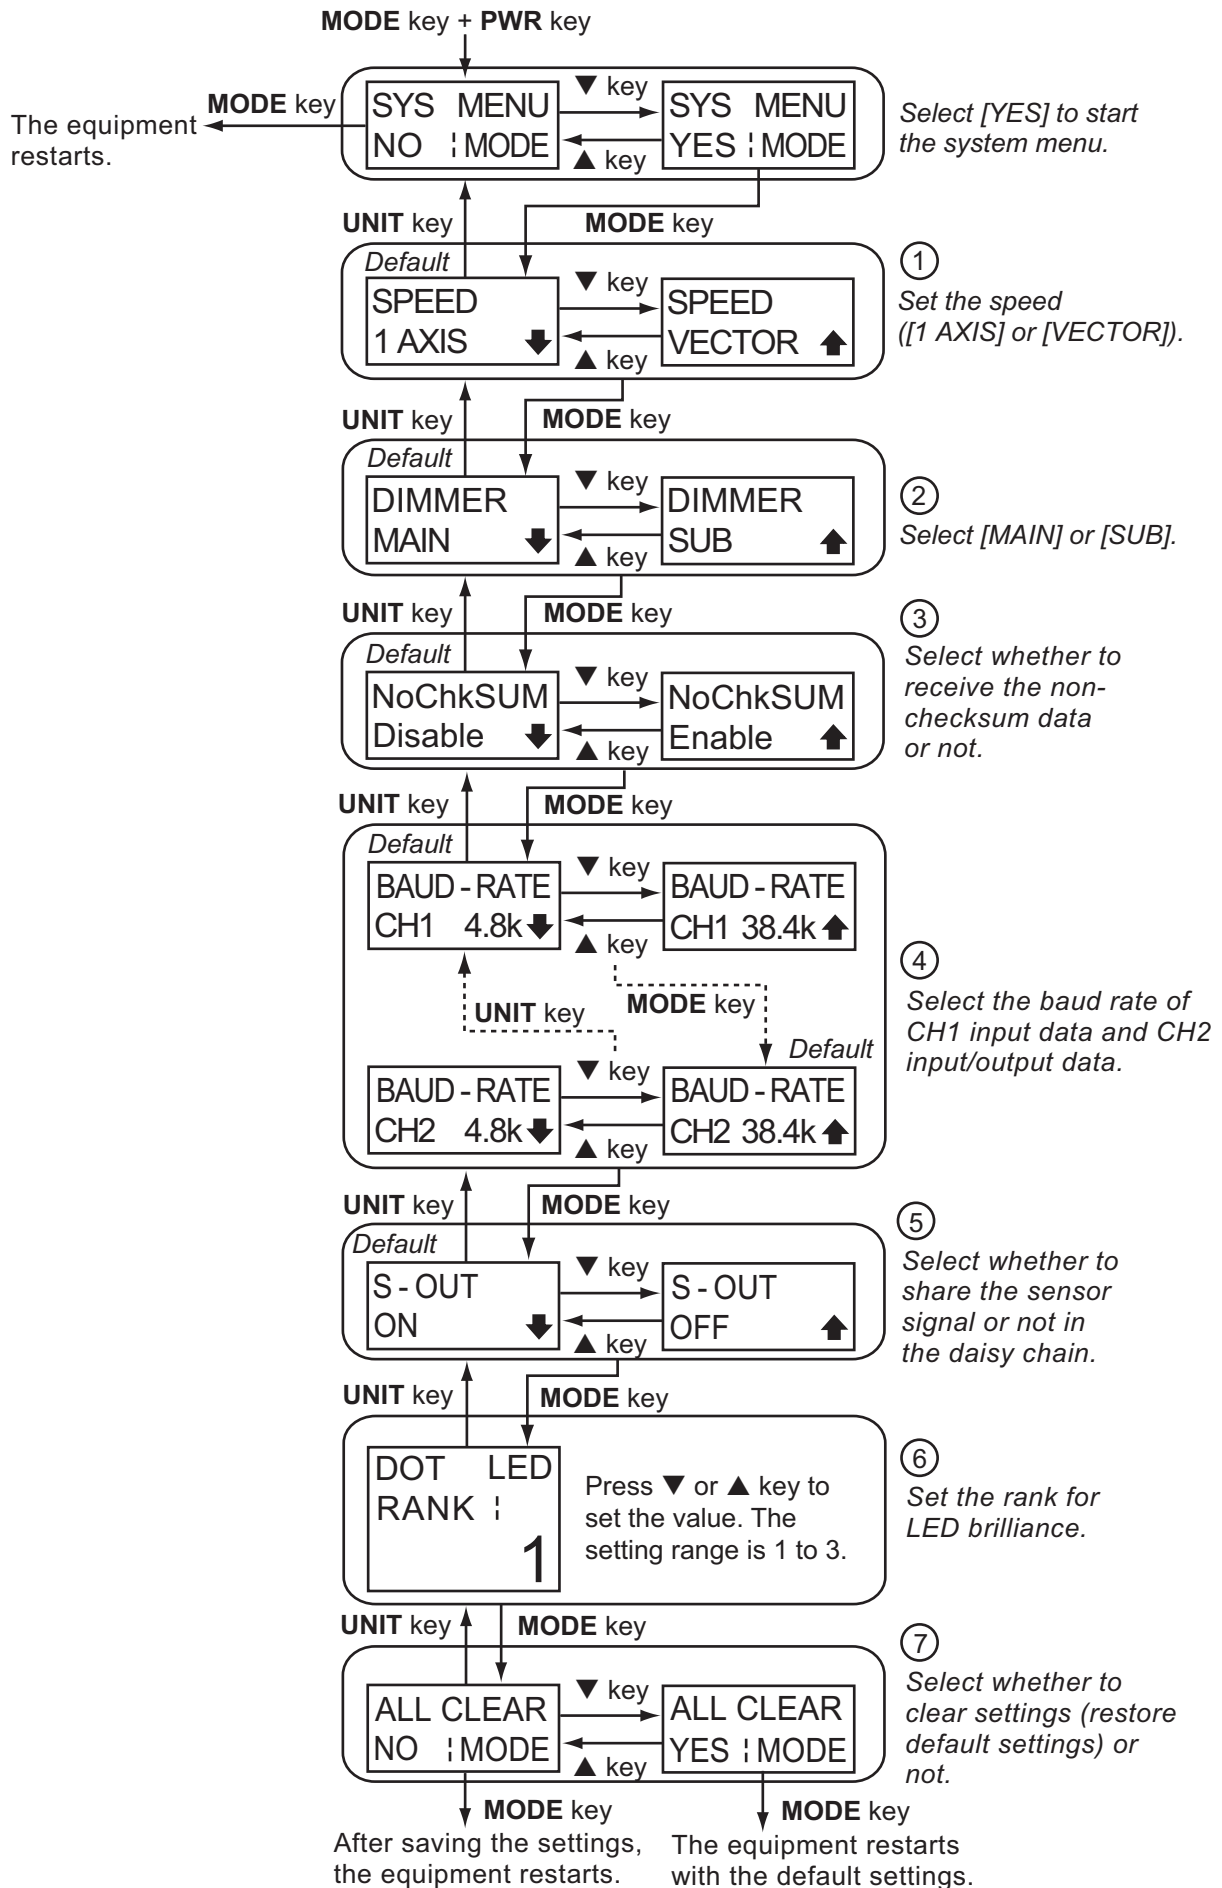 MODE key + PWR key
MODE key
The equipment
restarts.
SYS MENU
NO ¦MODE
▼ key
▲ key
SYS MENU
YES ¦MODE
Select [YES] to start
the system menu.
UNIT key
MODE key
Default
SPEED
1 AXIS
▼ key
▲ key
SPEED
VECTOR
1
Set the speed
([1 AXIS] or [VECTOR]).
UNIT key
MODE key
Default
DIMMER
MAIN
▼ key
▲ key
DIMMER
SUB
2
Select [MAIN] or [SUB].
UNIT key
MODE key
Default
NoChkSUM
Disable
▼ key
▲ key
NoChkSUM
Enable
3
Select whether to
receive the non-
checksum data
or not.
UNIT key
MODE key
Default
BAUD-RATE
CH1 4.8k
▼ key
▲ key
BAUD-RATE
CH1 38.4k
UNIT key
MODE key
Default
BAUD-RATE
CH2 4.8k
▼ key
▲ key
BAUD-RATE
CH2 38.4k
4
Select the baud rate of
CH1 input data and CH2
input/output data.
UNIT key
MODE key
Default
S-OUT
ON
▼ key
▲ key
S-OUT
OFF
5
Select whether to
share the sensor
signal or not in
the daisy chain.
UNIT key
MODE key
DOT LED
RANK ¦
1
Press ▼ or ▲ key to
set the value. The
setting range is 1 to 3.
6
Set the rank for
LED brilliance.
UNIT key
MODE key
ALL CLEAR
NO ¦MODE
▼ key
▲ key
ALL CLEAR
YES ¦MODE
7
Select whether to
clear settings (restore
default settings) or
not.
MODE key
After saving the settings,
the equipment restarts.
MODE key
The equipment restarts
with the default settings.